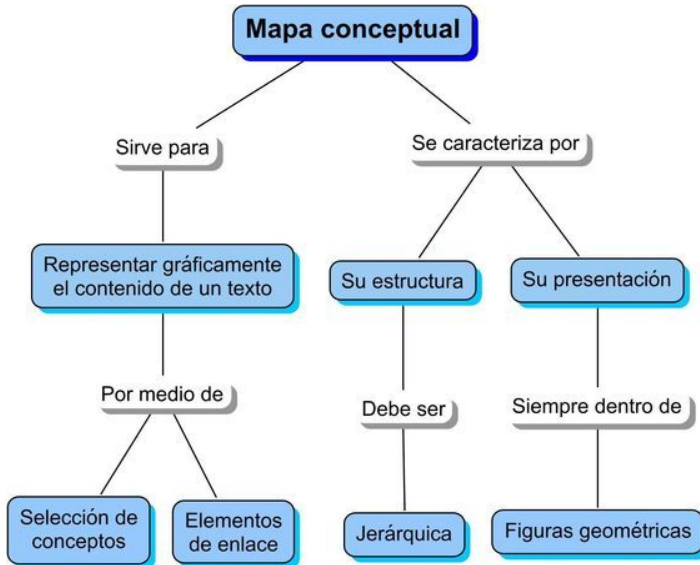 Mapa conceptual
Sirve para
Se caracteriza por
Representar gráficamente
el contenido de un texto
Su estructura
Su presentación
Por medio de
Debe ser
Siempre dentro de
Selección de
conceptos
Elementos
de enlace
Jerárquica
Figuras geométricas